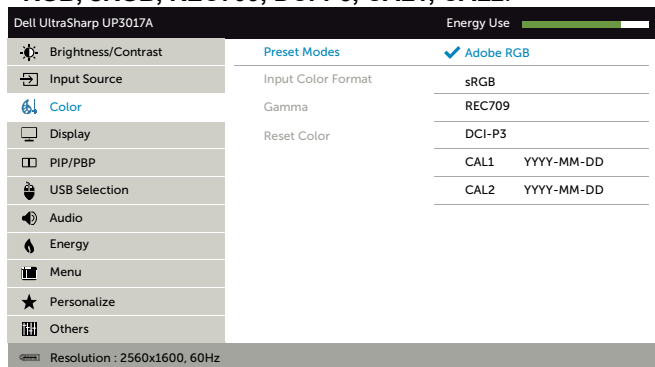 Dell UltraSharp UP3017A Energy Use
Brightness/Contrast Preset Modes Adobe RGB
Input Source Input Color Format sRGB
Color Gamma REC709
Display Reset Color DCI-P3
PIP/PBP CAL1 YYYY-MM-DD
USB Selection CAL2 YYYY-MM-DD
Audio
Energy
Menu
Personalize
Others
Resolution : 2560x1600, 60Hz